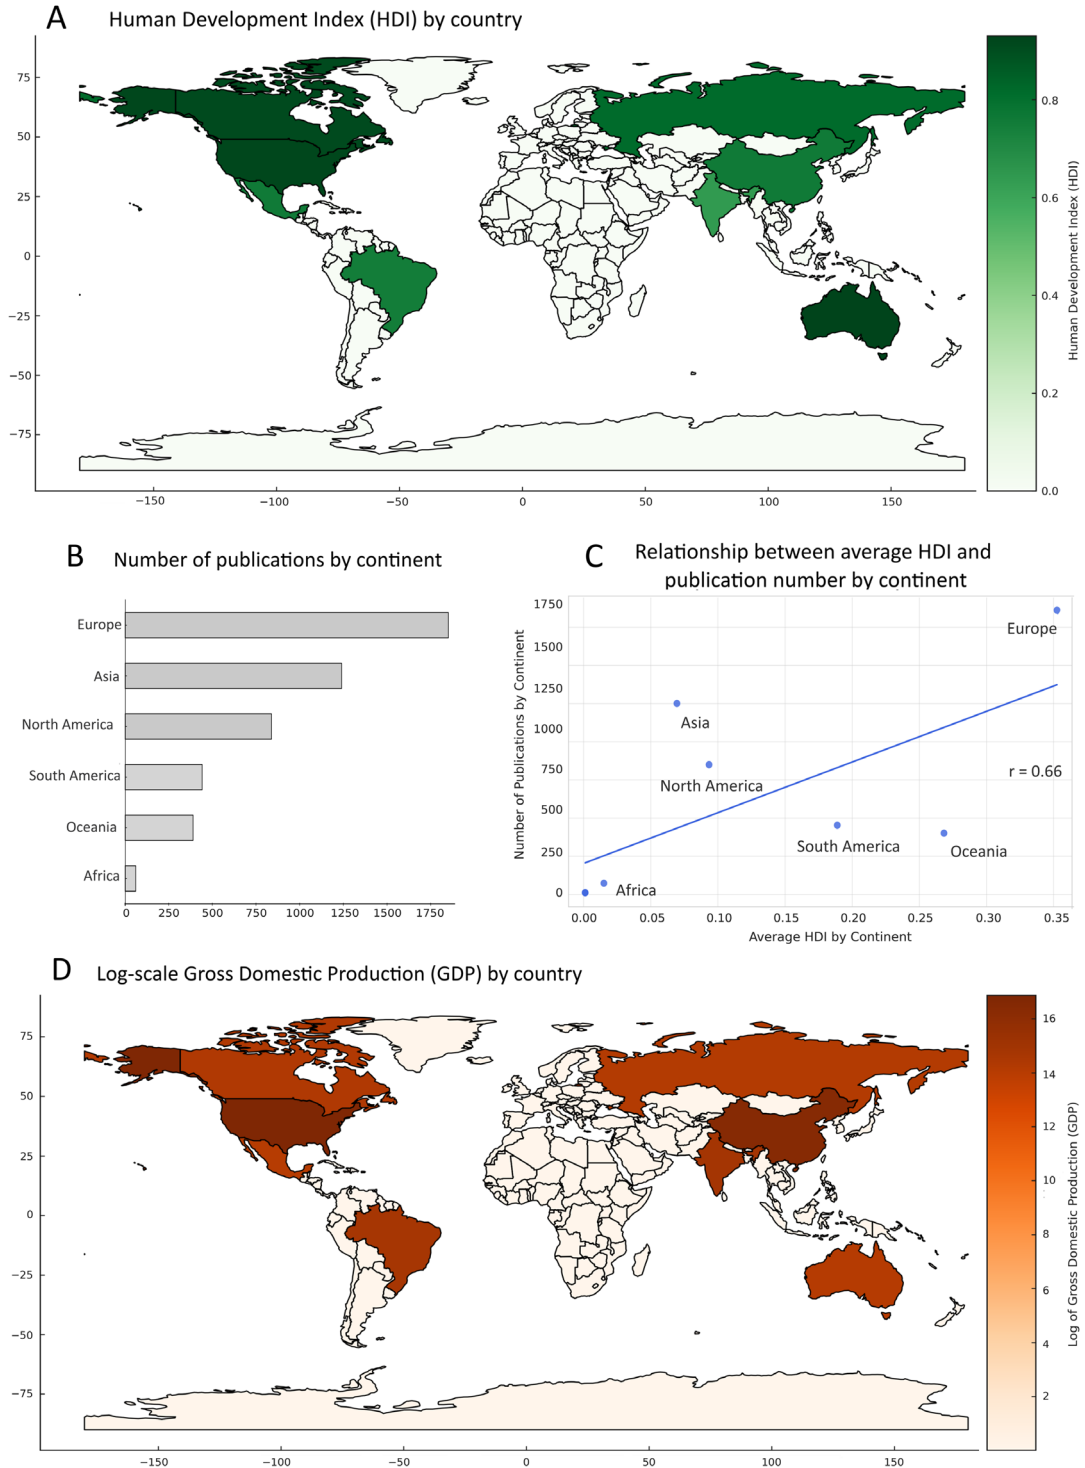 A
Human Development Index (HDI) by country
75
50
25
0
−25
−50
−75
−150
−100
−50
0
50
100
150
0.8
0.6
0.4
0.2
0.0
Human Development Index (HDI)
B
Number of publications by continent
Europe
Asia
North America
South America
Oceania
Africa
0
250
500
750
1000
1250
1500
1750
C
Relationship between average HDI and
publication number by continent
1750
1500
1250
1000
750
500
250
0
Number of Publications by Continent
Europe
Asia
North America
r = 0.66
South America
Oceania
Africa
0.00
0.05
0.10
0.15
0.20
0.25
0.30
0.35
Average HDI by Continent
D
Log-scale Gross Domestic Production (GDP) by country
75
50
25
0
−25
−50
−75
−150
−100
−50
0
50
100
150
16
14
12
10
8
6
4
2
Log of Gross Domestic Production (GDP)